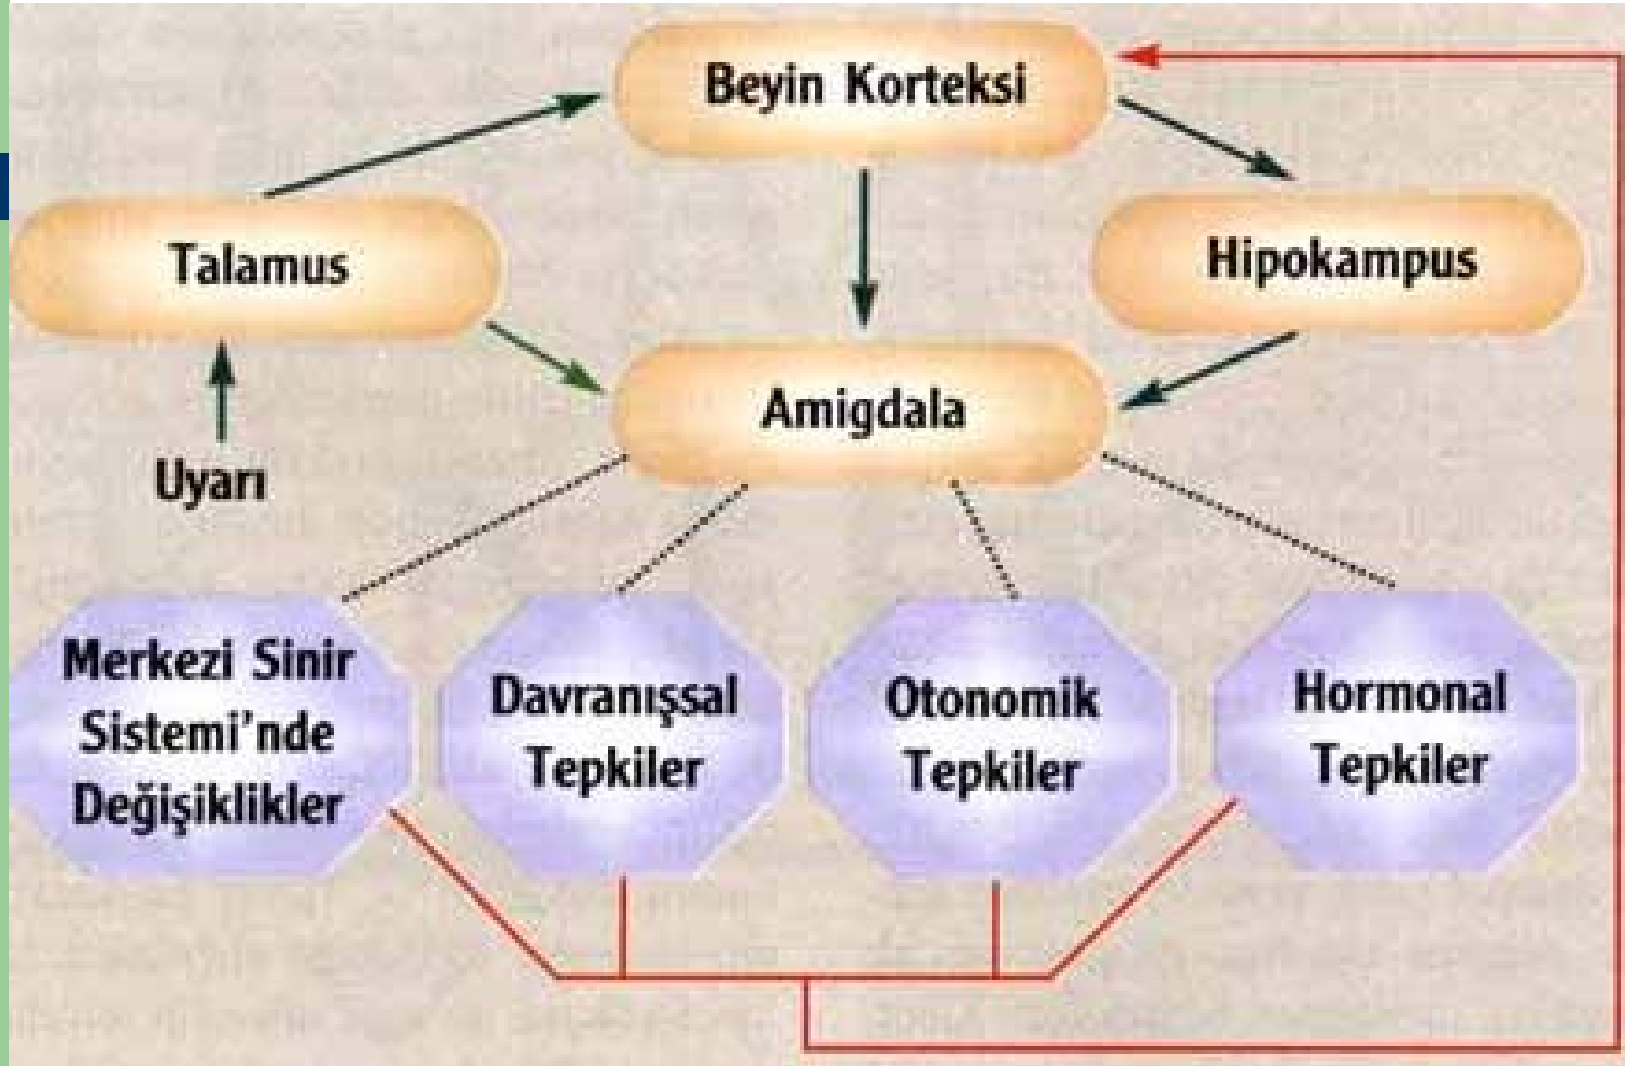 Beyin Korteksi
Talamus
Hipokampus
Amigdala
Uyarı
Merkezi Sinir
Sistemi'nde
Değişiklikler
Davranışsal
Tepkiler
Otonomik
Tepkiler
Hormonal
Tepkiler